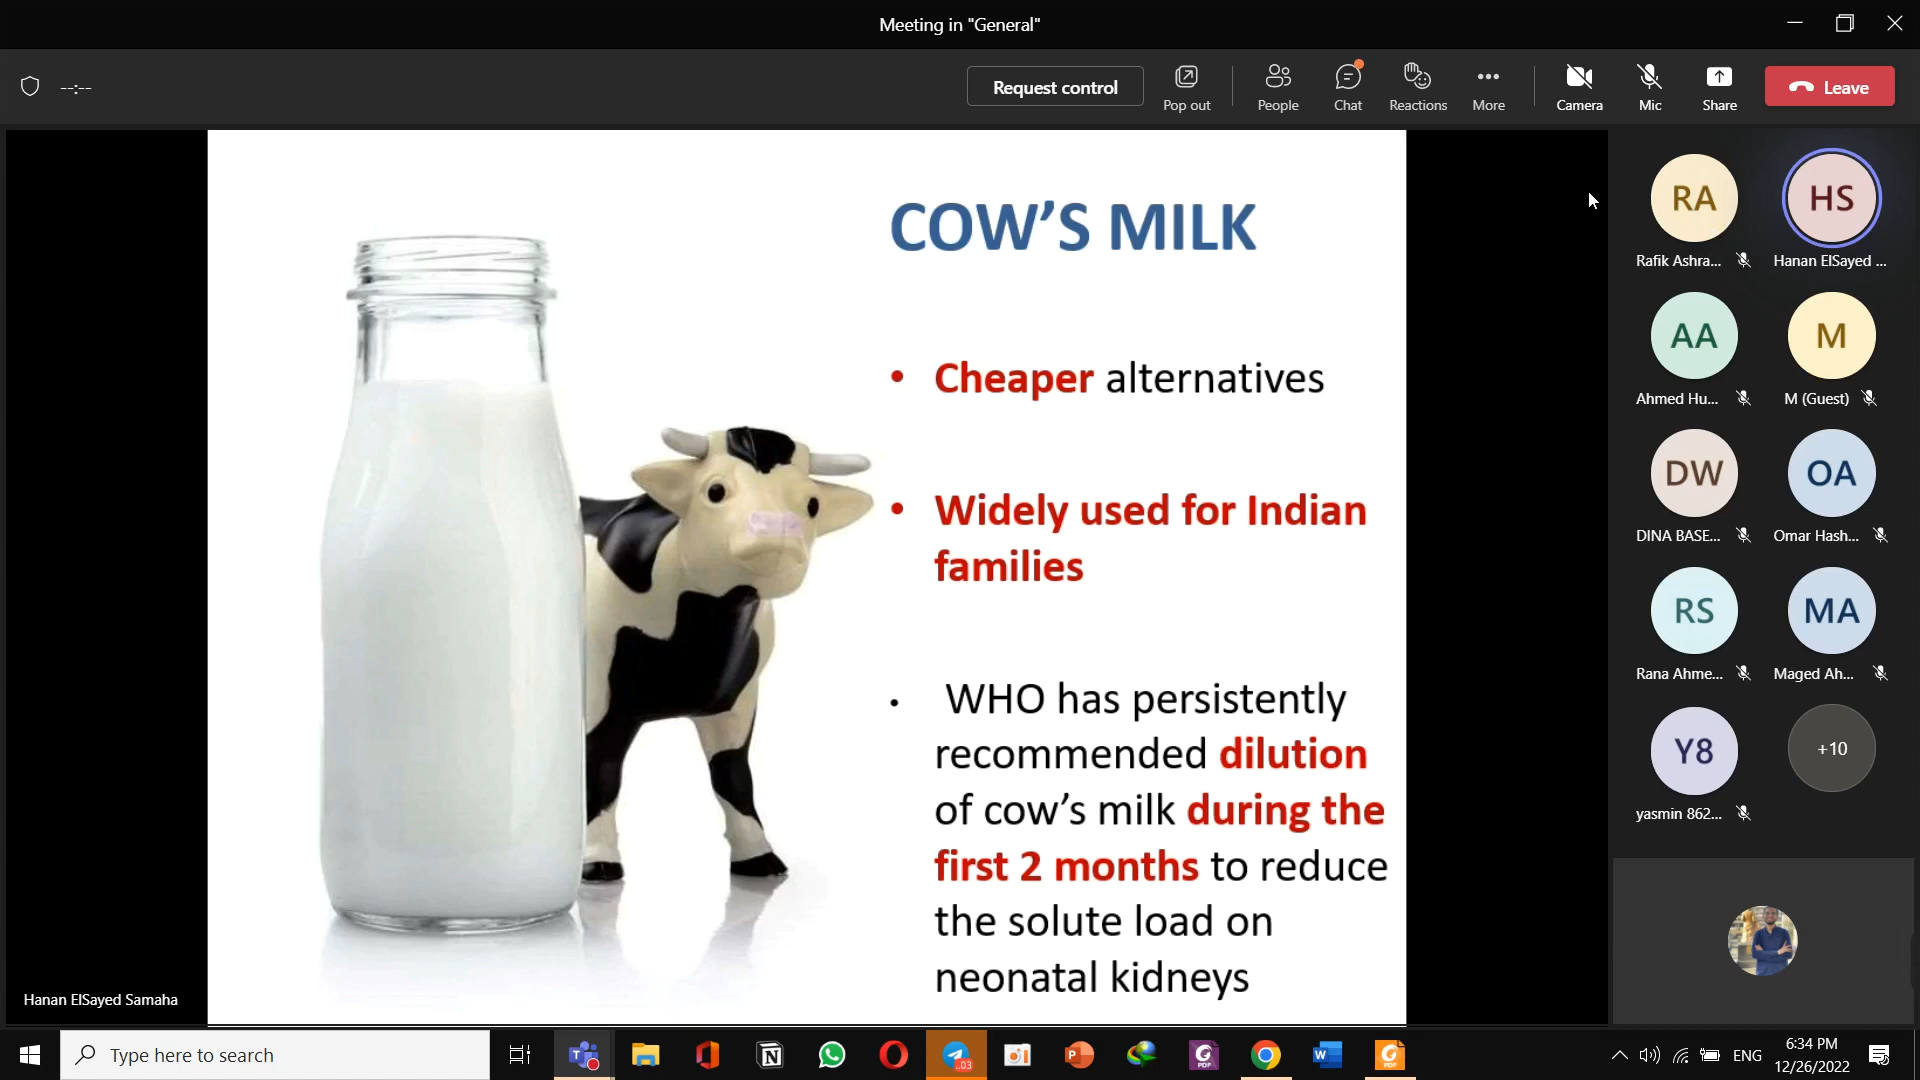 Meeting in "General"
--:--
Request control
Pop out
People
Chat
Reactions
More
Camera
Mic
Share
Leave
COW’S MILK
• Cheaper alternatives
• Widely used for Indian
families
• WHO has persistently
recommended dilution
of cow’s milk during the
first 2 months to reduce
the solute load on
neonatal kidneys
Hanan ElSayed Samaha
RA
Rafik Ashra...
HS
Hanan ElSayed ...
AA
Ahmed Hu...
M
M (Guest)
DW
DINA BASE...
OA
Omar Hash...
RS
Rana Ahme...
MA
Maged Ah...
Y8
yasmin 862...
+10
Type here to search
..03
ENG
6:34 PM
12/26/2022